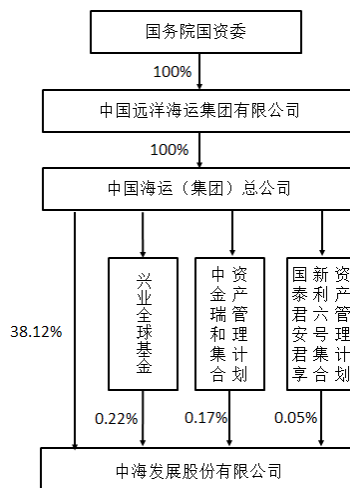 国务院国资委
100%
中国远洋海运集团有限公司
100%
中国海运（集团）总公司
38.12%
兴业全球基金
中金瑞和集合
资产管理计划
国泰君安君享
新利六号集合
资产管理计划
0.22%
0.17%
0.05%
中海发展股份有限公司